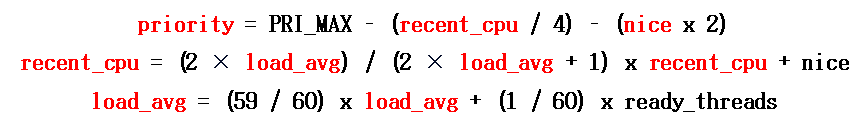 priority = PRI_MAX - (recent_cpu / 4) - (nice x 2)
recent_cpu = (2 × load_avg) / (2 × load_avg + 1) x recent_cpu + nice
load_avg = (59 / 60) x load_avg + (1 / 60) x ready_threads